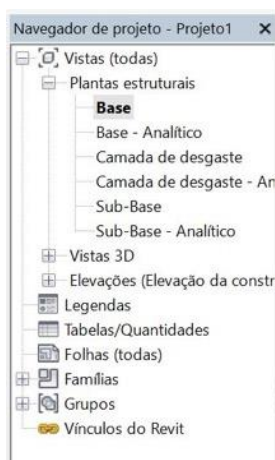 Navegador de projeto - Projeto1 X
Vistas (todas)
Plantas estruturais
Base
Base - Analítico
Camada de desgaste
Camada de desgaste - An
Sub-Base
Sub-Base - Analítico
Vistas 3D
Elevações (Elevação da constr
Legendas
Tabelas/Quantidades
Folhas (todas)
Famílias
Grupos
Vínculos do Revit